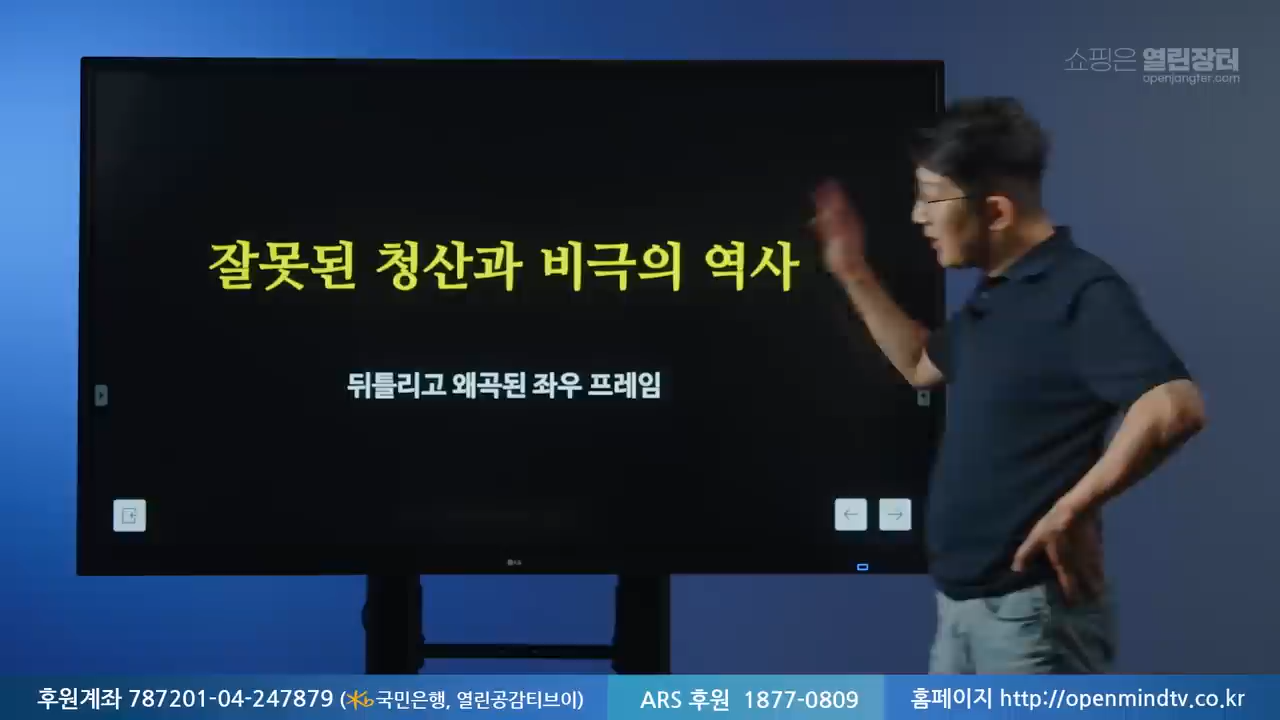 쇼핑은 열린장터
openjangter.com
잘못된 청산과 비극의 역사
뒤틀리고 왜곡된 좌우 프레임
후원계좌 787201-04-247879 (국민은행, 열린공감티브이)
ARS 후원 1877-0809
홈페이지 http://openmindtv.co.kr